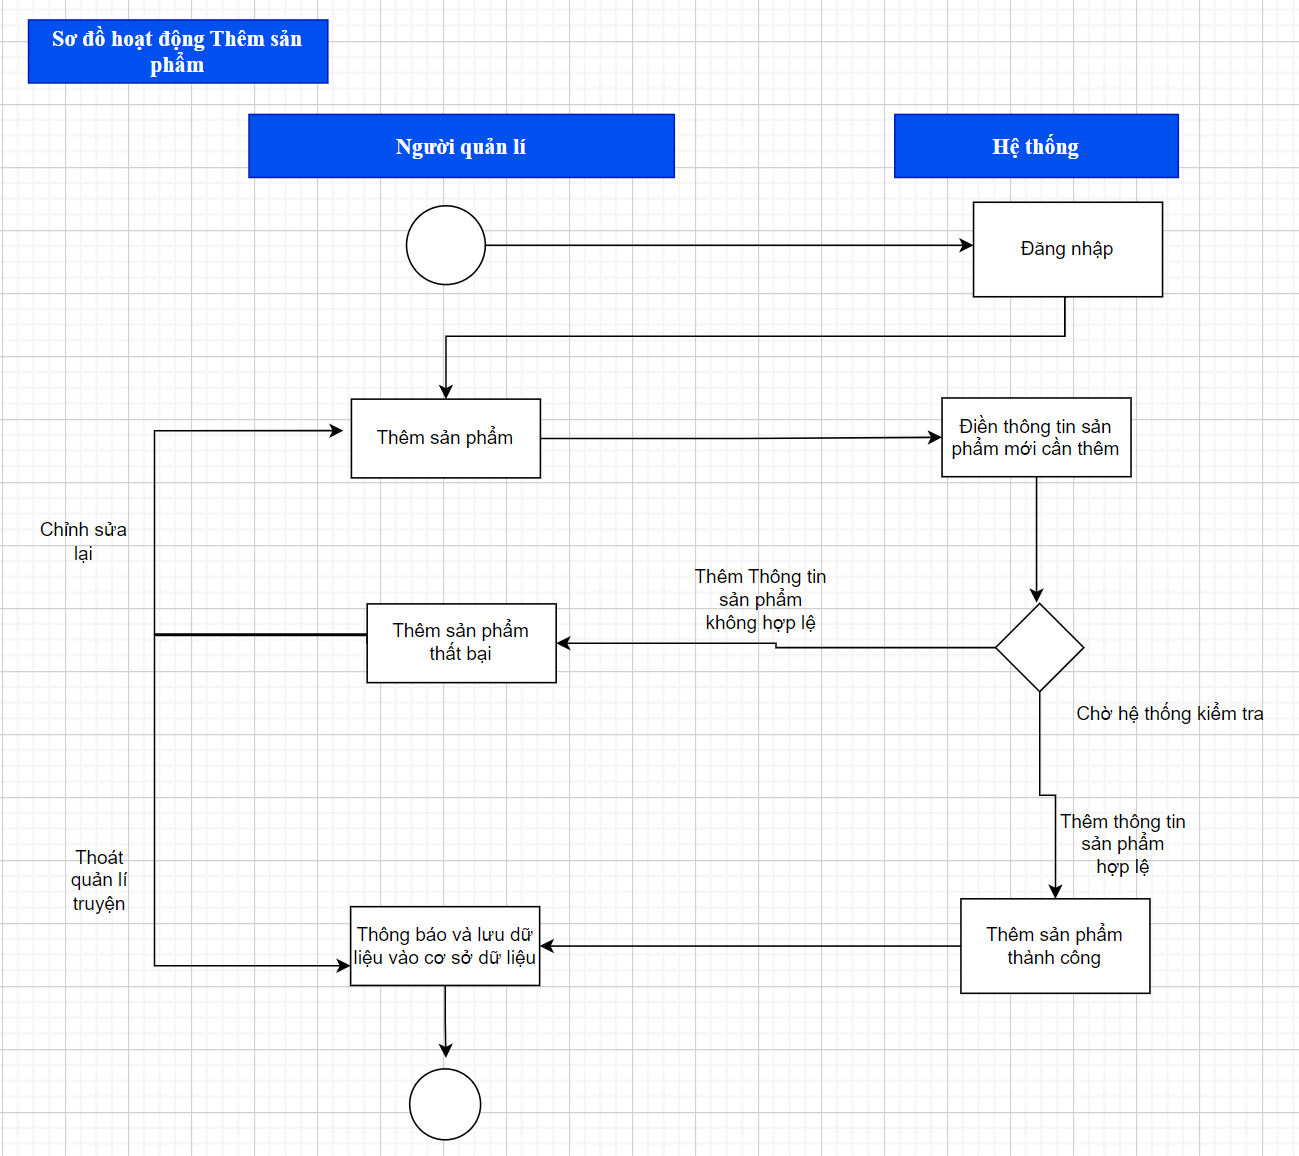 Sơ đồ hoạt động Thêm sản
phẩm
Người quản lí
Hệ thống
Đăng nhập
Thêm sản phẩm
Điền thông tin sản
phẩm mới cần thêm
Chỉnh sửa
lại
Thêm Thông tin
sản phẩm
không hợp lệ
Thêm sản phẩm
thất bại
Chờ hệ thống kiểm tra
Thêm thông tin
sản phẩm
hợp lệ
Thoát
quản lí
truyện
Thông báo và lưu dữ
liệu vào cơ sở dữ liệu
Thêm sản phẩm
thành công